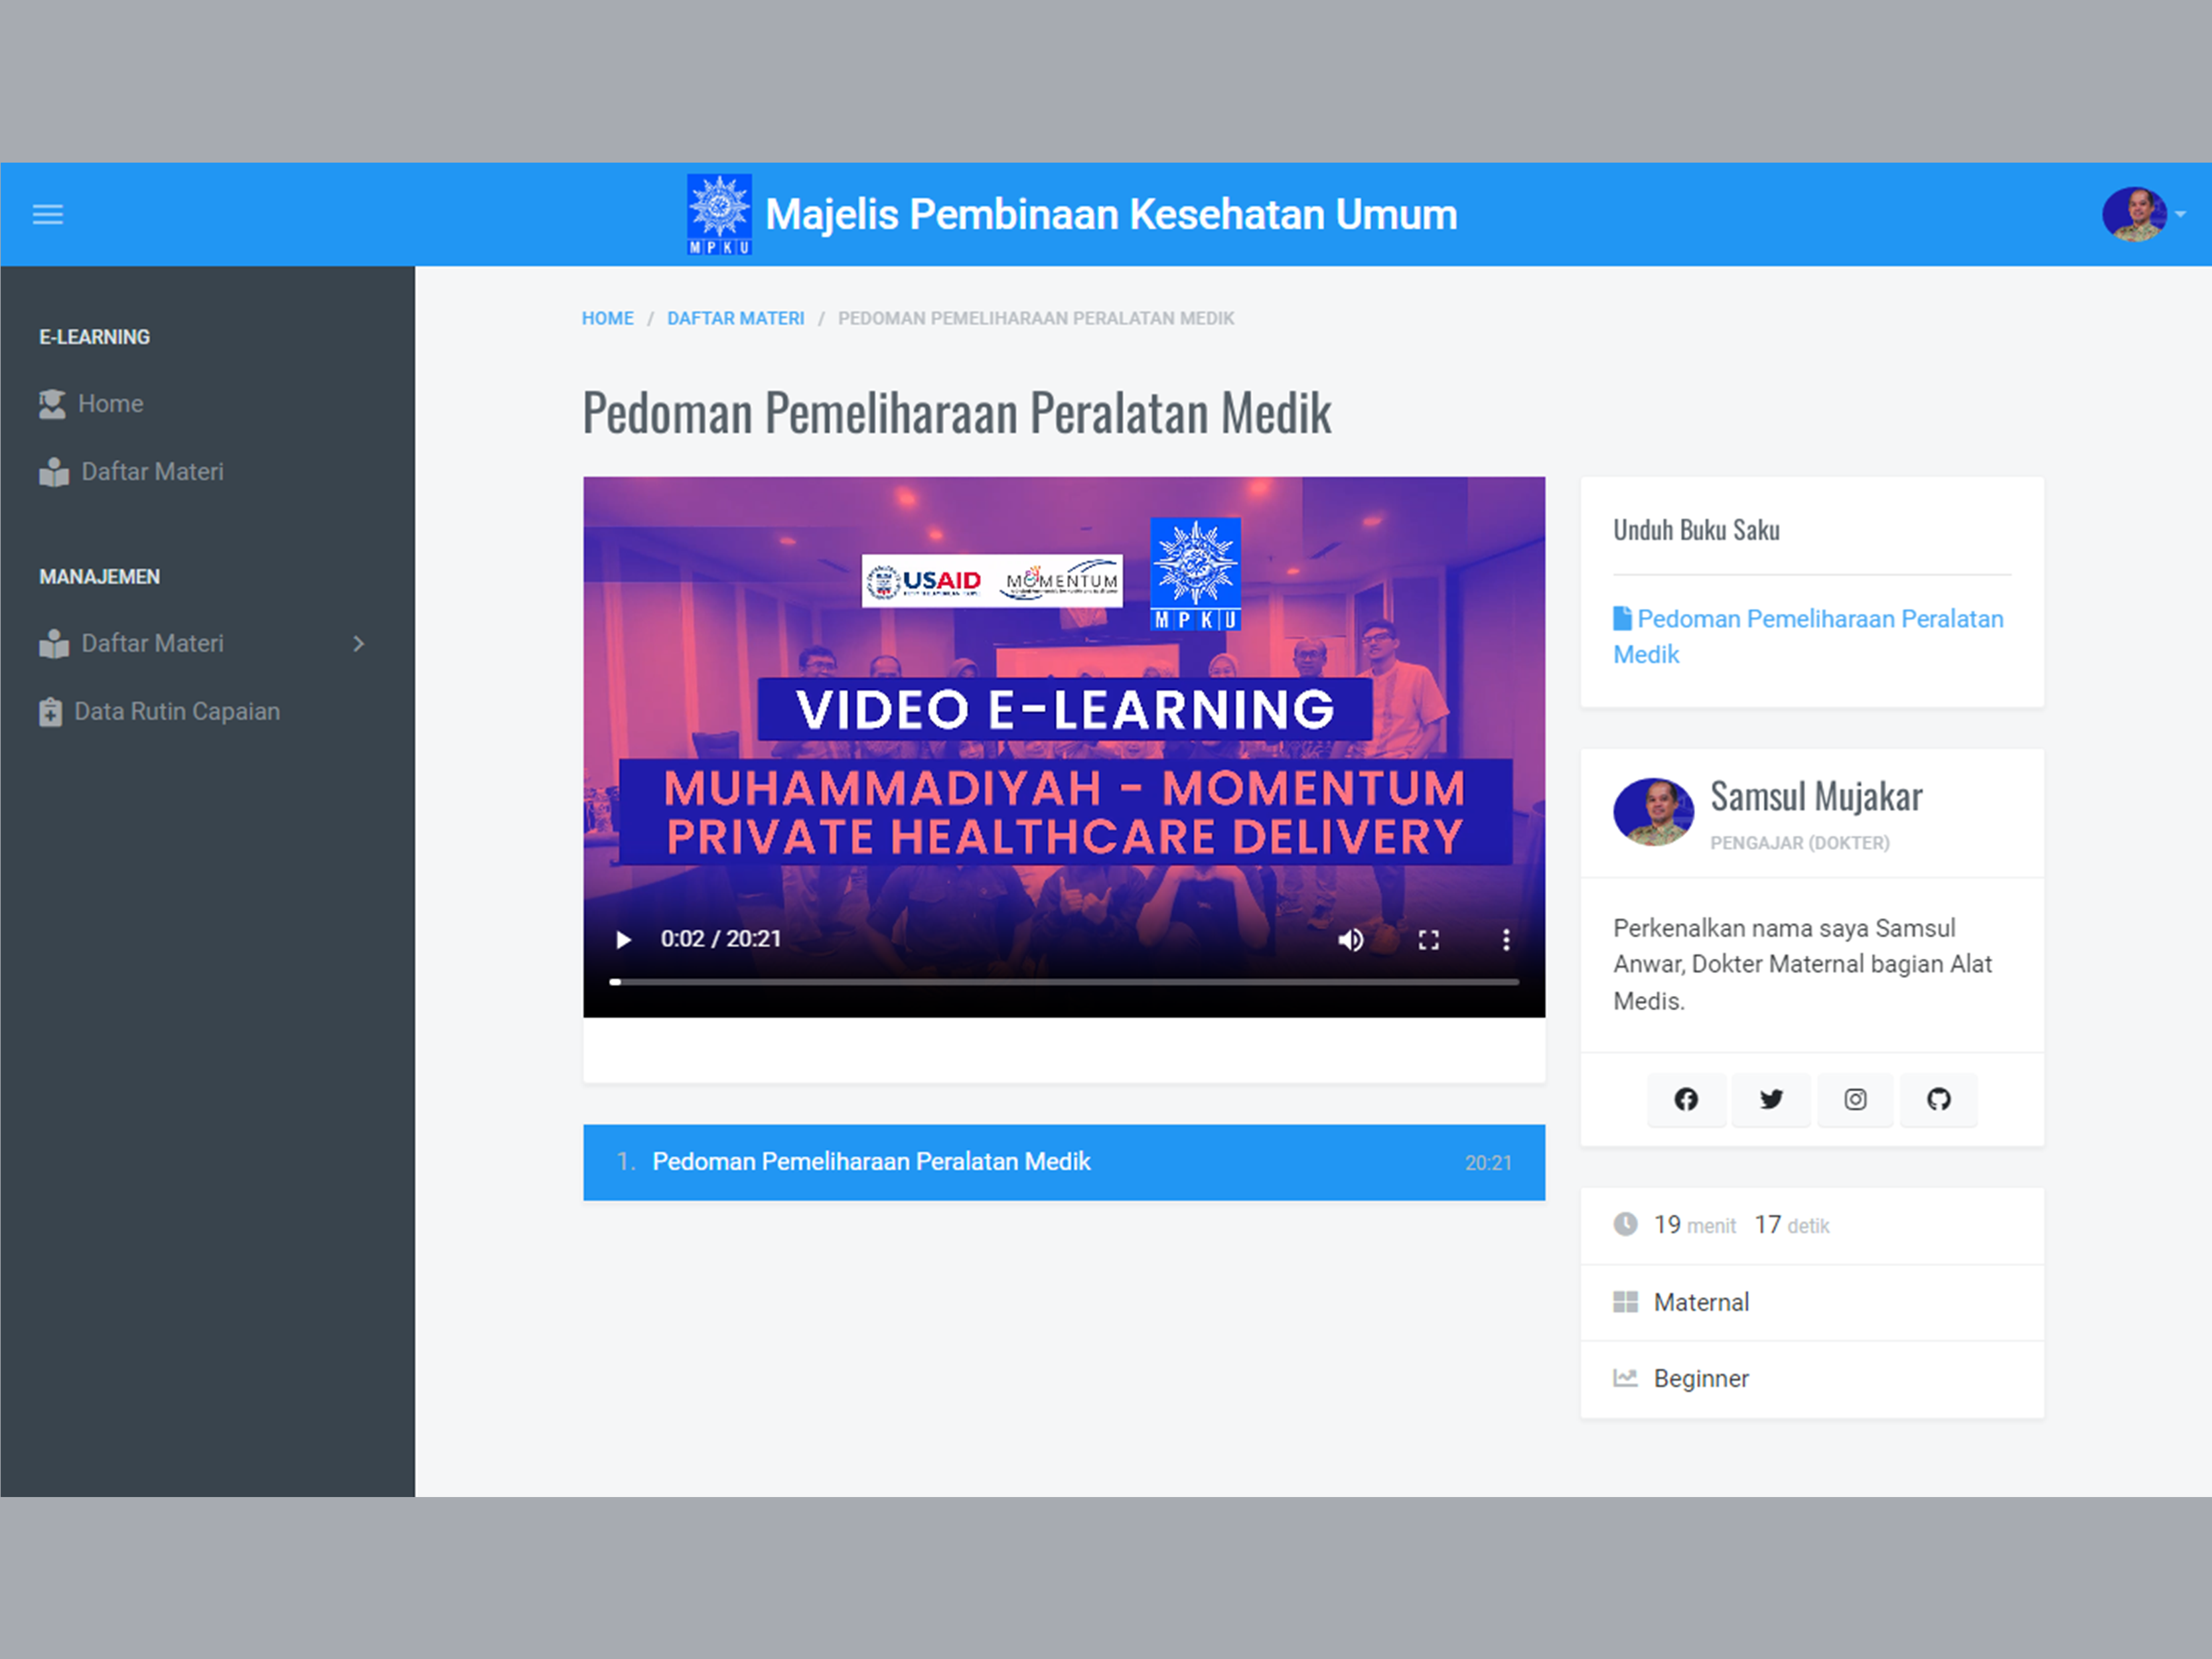 MPKU
Majelis Pembinaan Kesehatan Umum
E-LEARNING
Home
Daftar Materi
MANAJEMEN
Daftar Materi
Data Rutin Capaian
HOME / DAFTAR MATERI / PEDOMAN PEMELIHARAAN PERALATAN MEDIK
Pedoman Pemeliharaan Peralatan Medik
USAID
MOMENTUM
MPKU
VIDEO E-LEARNING
MUHAMMADIYAH - MOMENTUM
PRIVATE HEALTHCARE DELIVERY
0:02 / 20:21
1. Pedoman Pemeliharaan Peralatan Medik 20:21
Unduh Buku Saku
Pedoman Pemeliharaan Peralatan
Medik
Samsul Mujakar
PENGAJAR (DOKTER)
Perkenalkan nama saya Samsul
Anwar, Dokter Maternal bagian Alat
Medis.
19 menit 17 detik
Maternal
Beginner